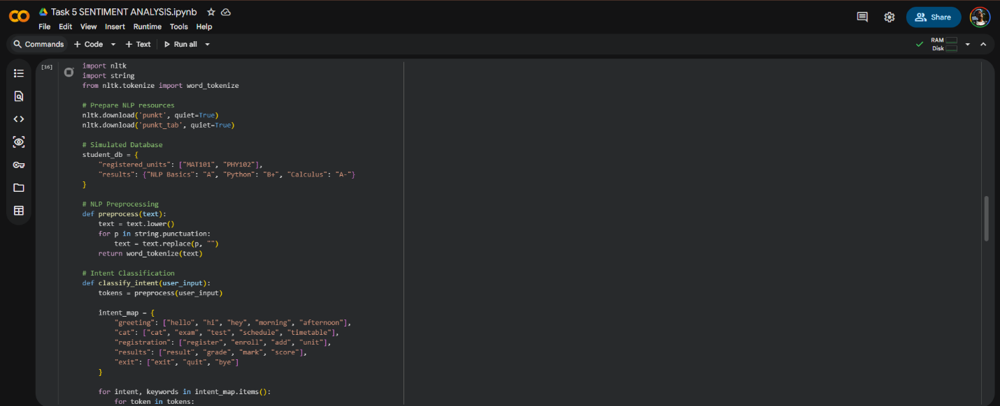 Task 5 SENTIMENT ANALYSIS.ipynb
File Edit View Insert Runtime Tools Help
Share
Commands + Code + Text Run all
RAM
Disk
[16]
import nltk
import string
from nltk.tokenize import word_tokenize
# Prepare NLP resources
nltk.download('punkt', quiet=True)
nltk.download('punkt_tab', quiet=True)
# Simulated Database
student_db = {
    "registered_units": ["MAT101", "PHY102"],
    "results": {"NLP Basics": "A", "Python": "B+", "Calculus": "A-"}
}
# NLP Preprocessing
def preprocess(text):
    text = text.lower()
    for p in string.punctuation:
        text = text.replace(p, "")
    return word_tokenize(text)
# Intent Classification
def classify_intent(user_input):
    tokens = preprocess(user_input)
    intent_map = {
        "greeting": ["hello", "hi", "hey", "morning", "afternoon"],
        "cat": ["cat", "exam", "test", "schedule", "timetable"],
        "registration": ["register", "enroll", "add", "unit"],
        "results": ["result", "grade", "mark", "score"],
        "exit": ["exit", "quit", "bye"]
    }
    for intent, keywords in intent_map.items():
        for token in tokens: